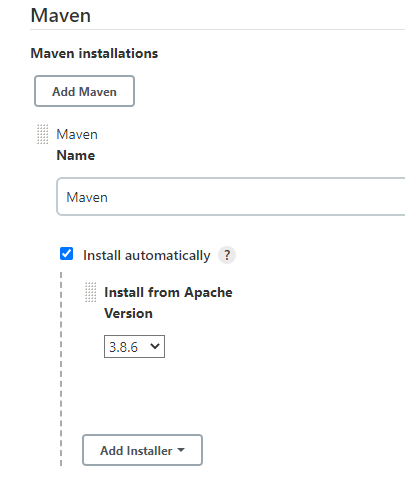 Maven
Maven installations
Add Maven
Maven
Name
Maven
Install automatically ?
Install from Apache
Version
3.8.6
Add Installer